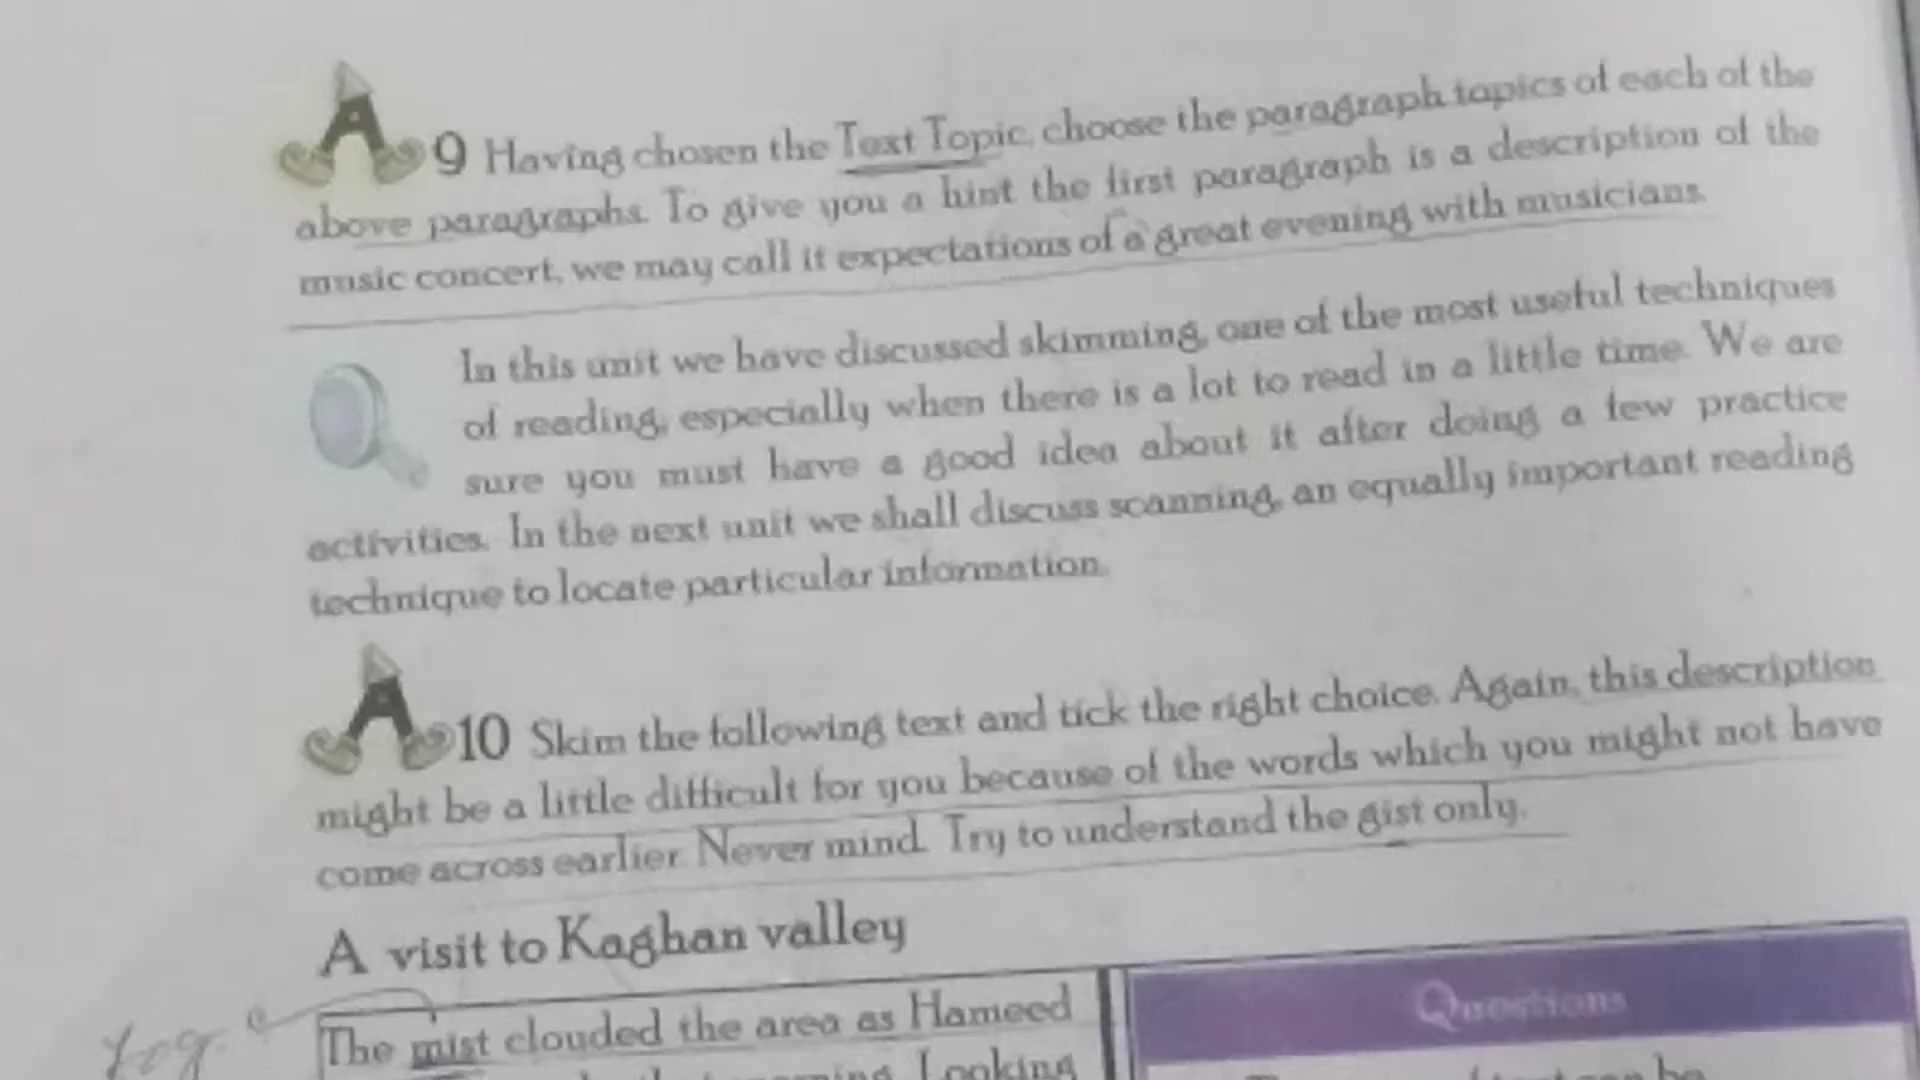 A9 Having chosen the Text Topic, choose the paragraph topics of each of the
above paragraphs. To give you a hint the first paragraph is a description of the
music concert, we may call it expectations of a great evening with musicians.
In this unit we have discussed skimming, one of the most useful techniques
of reading, especially when there is a lot to read in a little time. We are
sure you must have a good idea about it after doing a few practice
activities. In the next unit we shall discuss scanning, an equally important reading
technique to locate particular information.
A10 Skim the following text and tick the right choice. Again, this description
might be a little difficult for you because of the words which you might not have
come across earlier. Never mind. Try to understand the gist only.
A visit to Kaghan valley
Questions
fog.
The mist clouded the area as Hameed
Looking
can be